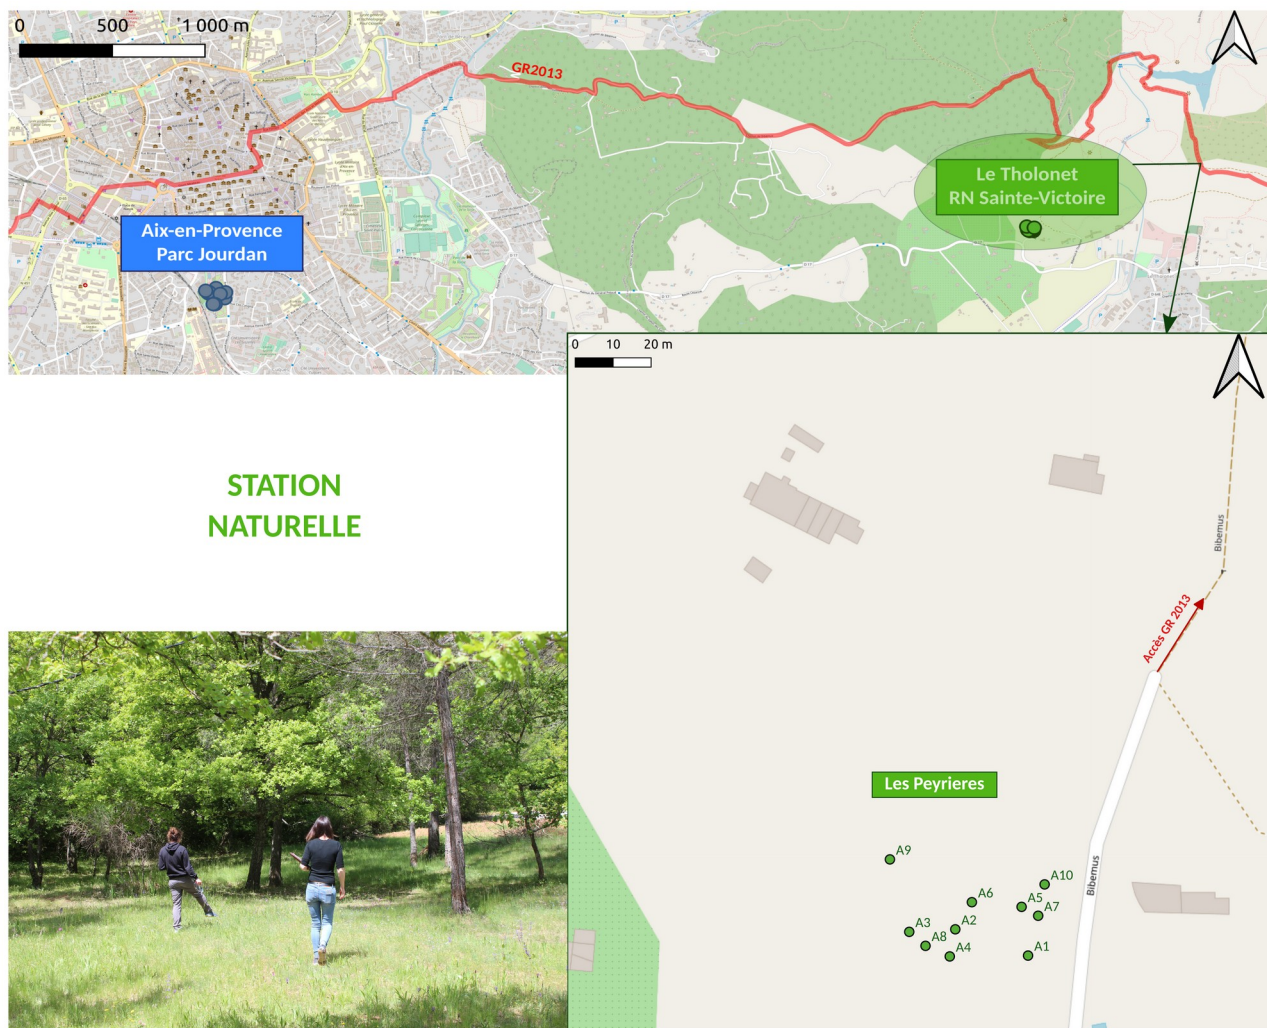 0 500 1 000 m
GR2013
Le Tholonet
RN Sainte-Victoire
Aix-en-Provence
Parc Jourdan
0 10 20 m
STATION
NATURELLE
Bibemus
Accès GR 2013
Les Peyrieres
A9
A10
A6
A5
A7
A3
A2
A8
A4
A1
Bibemus